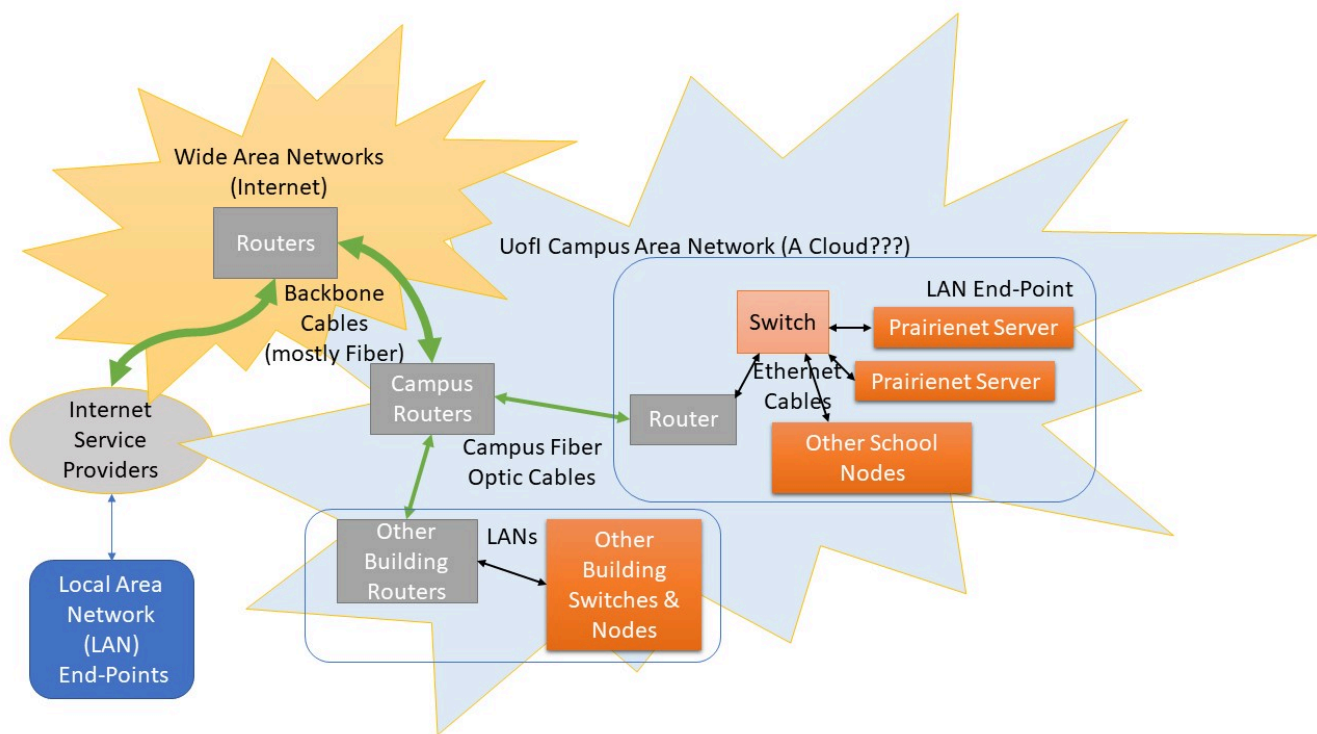 Wide Area Networks
(Internet)
Routers
Backbone
Cables
(mostly Fiber)
UofI Campus Area Network (A Cloud???)
LAN End-Point
Switch
Prairienet Server
Prairienet Server
Ethernet
Cables
Router
Other School
Nodes
Campus
Routers
Campus Fiber
Optic Cables
Internet
Service
Providers
Other
Building
Routers
LANs
Other
Building
Switches &
Nodes
Local Area
Network
(LAN)
End-Points